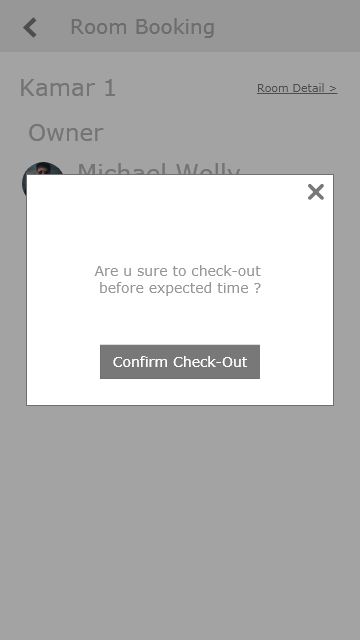 Room Booking
Kamar 1
Room Detail >
Owner
Michael Welly
Are u sure to check-out
before expected time ?
Confirm Check-Out